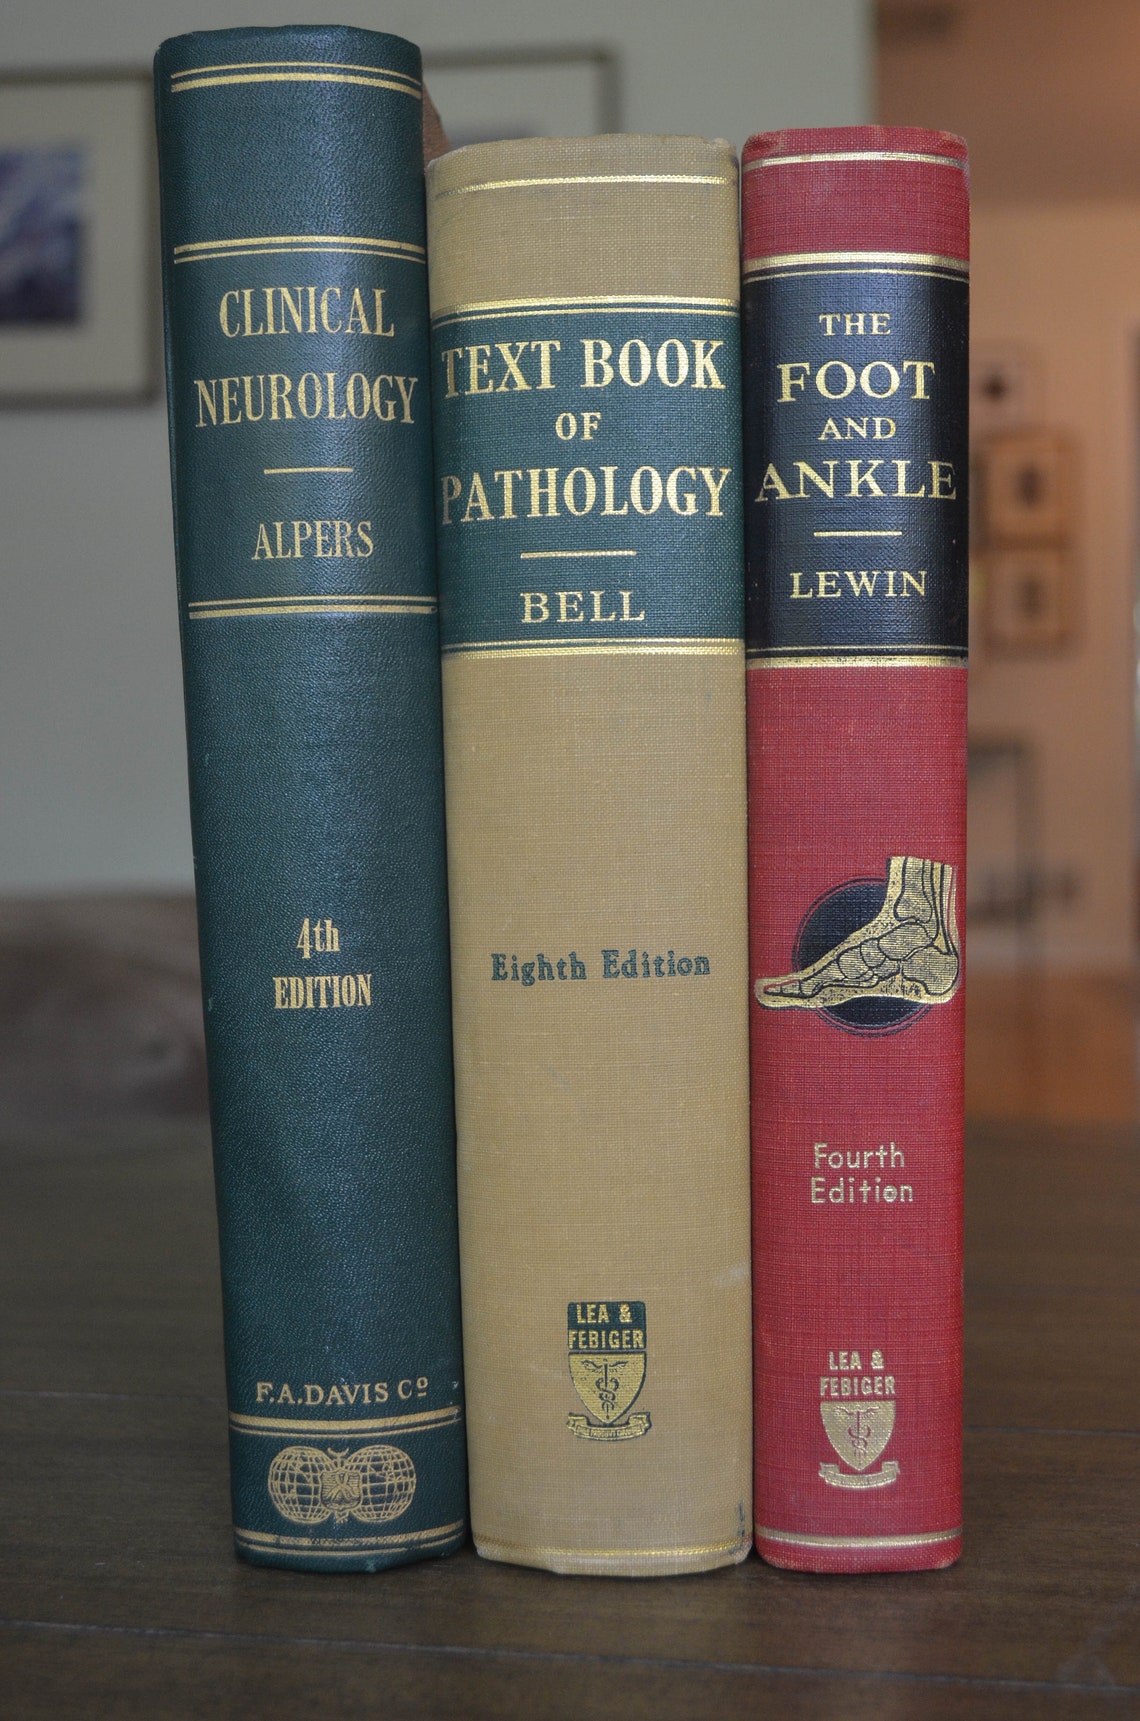 CLINICAL
NEUROLOGY
ALPERS
4th
EDITION
F.A.DAVIS Cº
TEXT BOOK
OF
PATHOLOGY
BELL
Eighth Edition
LEA &
FEBIGER
THE
FOOT
AND
ANKLE
LEWIN
Fourth
Edition
LEA &
FEBIGER